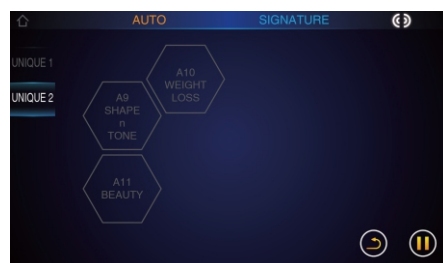 AUTO
SIGNATURE
UNIQUE 1
UNIQUE 2
A10
WEIGHT
LOSS
A9
SHAPE
n
TONE
A11
BEAUTY